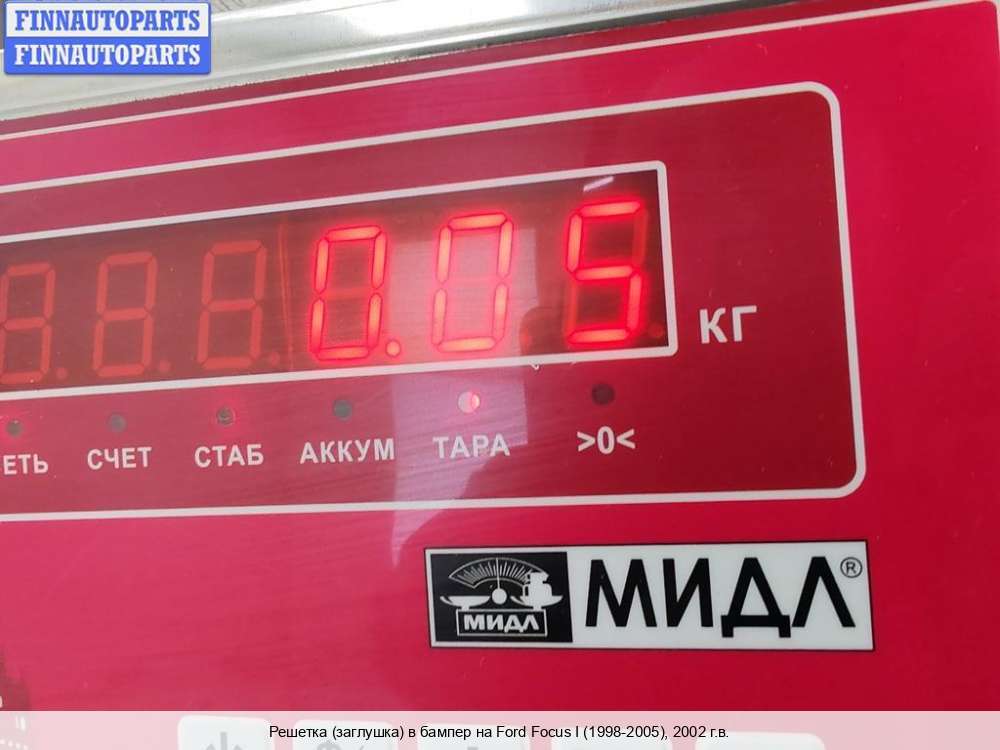 FINNAUTOPARTS
FINNAUTOPARTS
0.05
КГ
ЕТЬ СЧЕТ СТАБ АККУМ ТАРА >0<
МИДЛ МИДЛ®
Решетка (заглушка) в бампер на Ford Focus I (1998-2005), 2002 г.в.